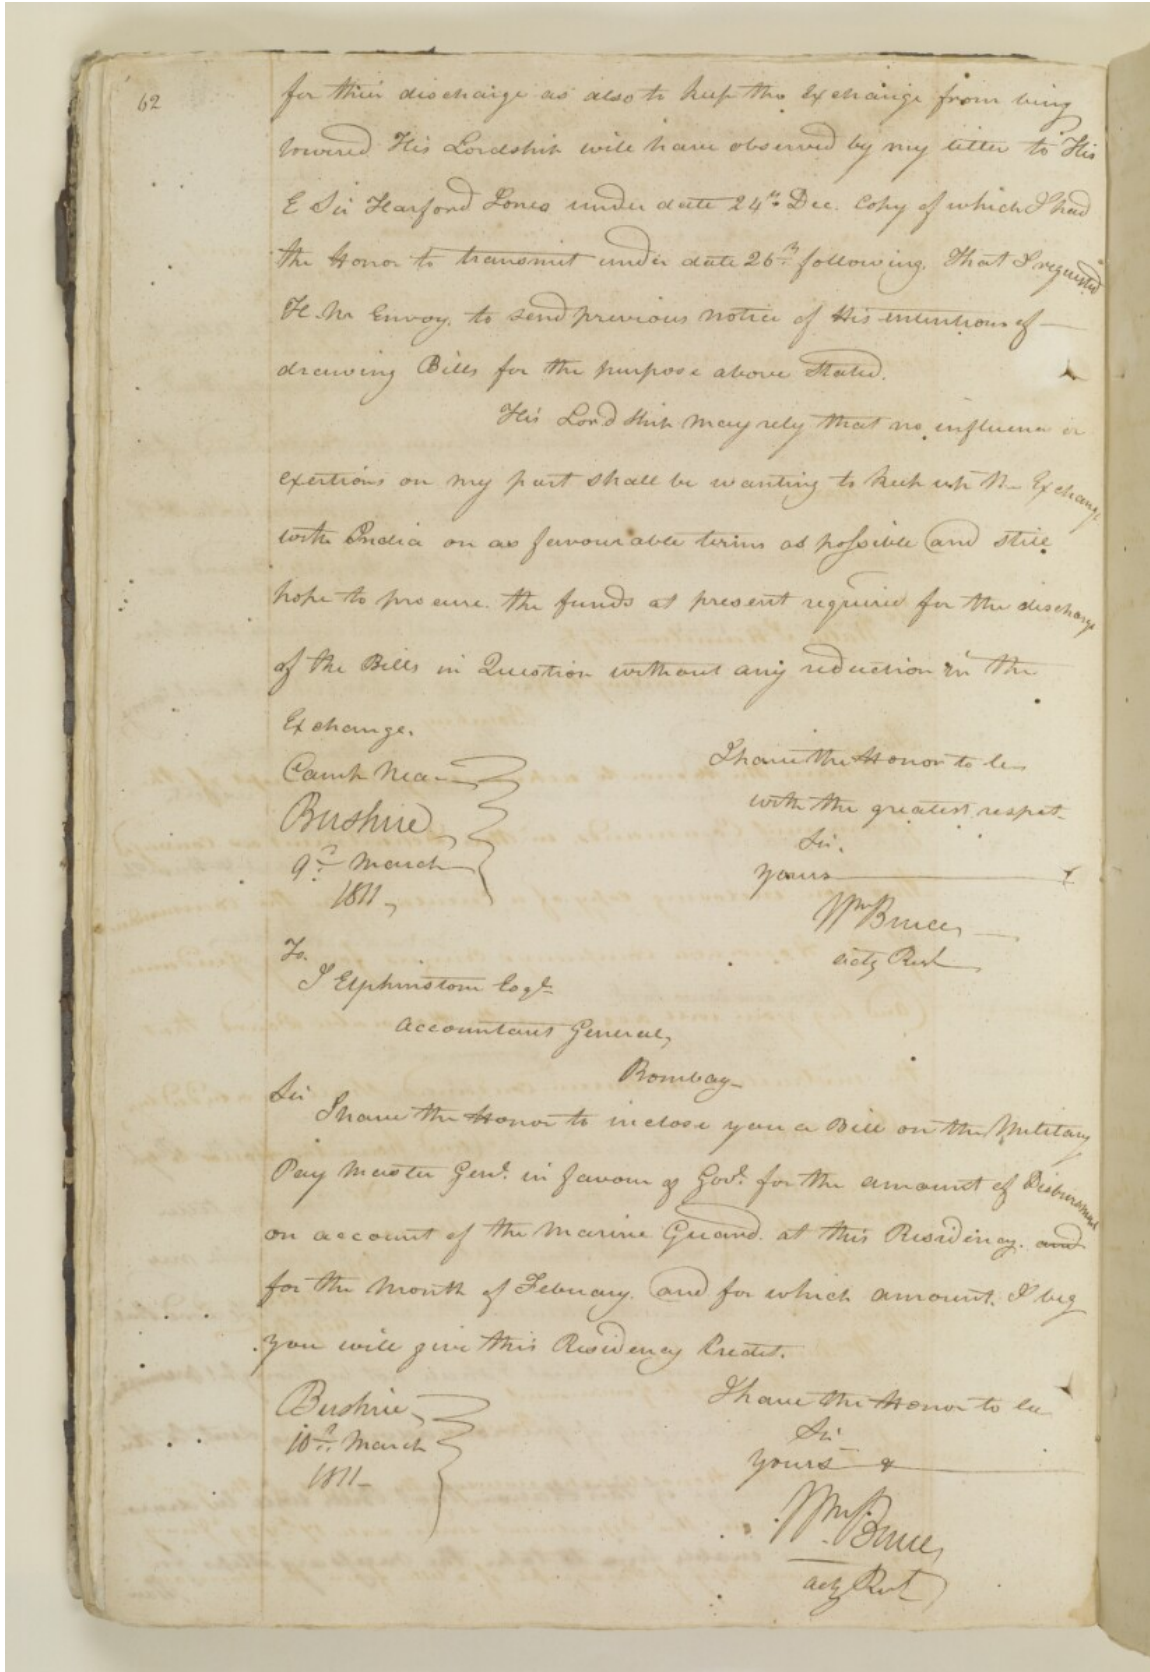 62
for their discharge as also to keep the Exchange from being
lowered. His Lordship will have observed by my letter to His
E Sir Harford Jones under date 24th Dec. Copy of which I had
the Honor to transmit under date 26th following. That I requested
H. M Envoy. to send previous notice of His intentions of
drawing Bills for the purpose above stated.
His Lordship may rely that no influence or
exertions on my part shall be wanting to keep up the Exchange
with India on as favourable terms as possible and still
hope to procure the funds at present required for the discharge
of the Bills in Question without any reduction in the
Exchange.
Camp Near
Bushire
9th March
1811
I have the Honor to be
with the greatest respet
Sir.
yours &
Wm Bruce
actg Rest
To.
J Elphinstone Esqr
Accountant General,
Bombay
Sir
I have the Honor to inclose you a Bill on the Military
Pay Master Genl. in favour of Govt. for the amount of Disbursement
on account of the Marine Guard. at this Residency. and
for the Month of February. and for which amount. I beg
you will give this Residency Credit.
Bushire
10th March
1811
I have the Honor to be
Sir
yours &
Wm Bruce
actg Rest